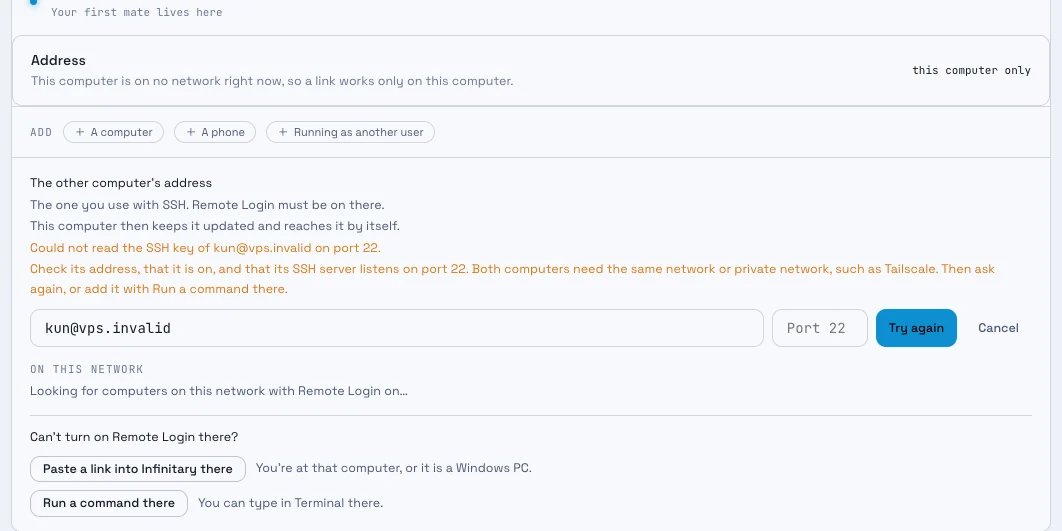 Your first mate lives here
Address
This computer is on no network right now, so a link works only on this computer.
this computer only
ADD
+ A computer
+ A phone
+ Running as another user
The other computer's address
The one you use with SSH. Remote Login must be on there.
This computer then keeps it updated and reaches it by itself.
Could not read the SSH key of kun@vps.invalid on port 22.
Check its address, that it is on, and that its SSH server listens on port 22. Both computers need the same network or private network, such as Tailscale. Then ask
again, or add it with Run a command there.
kun@vps.invalid
Port 22
Try again
Cancel
ON THIS NETWORK
Looking for computers on this network with Remote Login on…
Can't turn on Remote Login there?
Paste a link into Infinitary there
You're at that computer, or it is a Windows PC.
Run a command there
You can type in Terminal there.